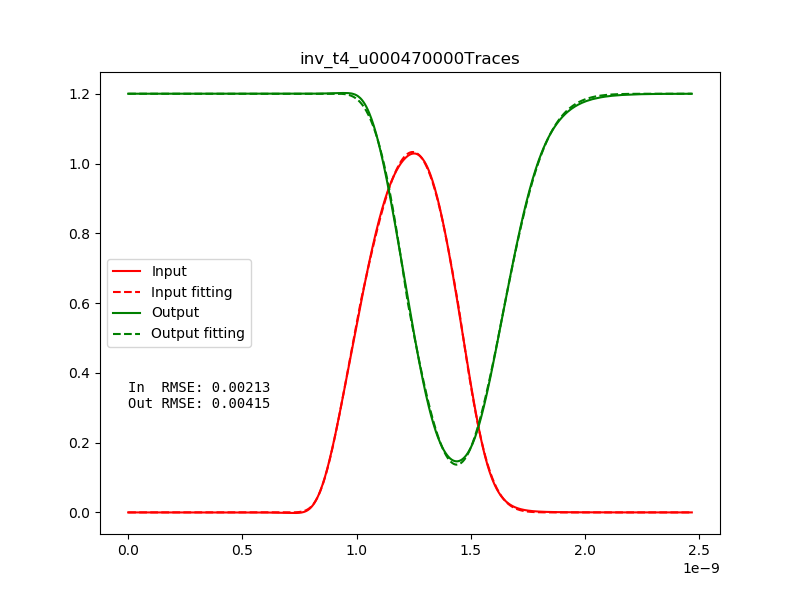 inv_t4_u000470000Traces
1.2
1.0
0.8
0.6
0.4
0.2
0.0
Input
Input fitting
Output
Output fitting
In  RMSE: 0.00213
Out RMSE: 0.00415
0.0
0.5
1.0
1.5
2.0
2.5
1e−9